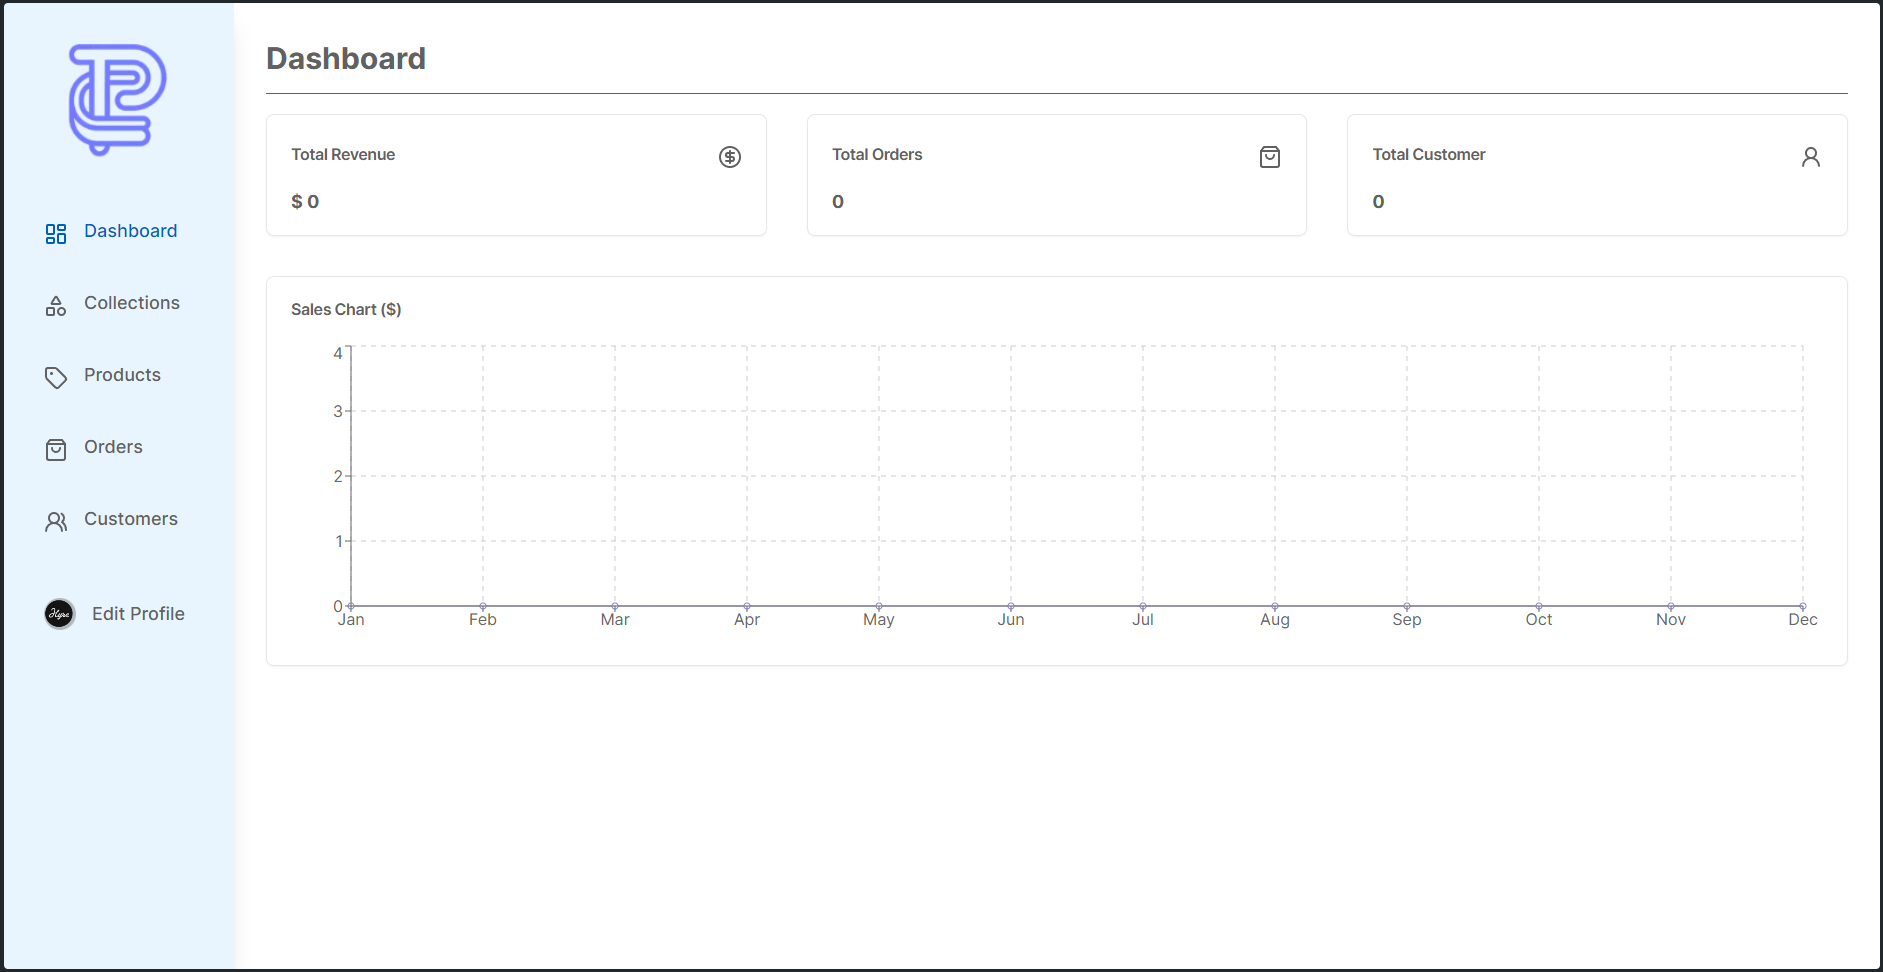 Dashboard
Collections
Products
Orders
Customers
Edit Profile
Dashboard
Total Revenue
$ 0
Total Orders
0
Total Customer
0
Sales Chart ($)
4
3
2
1
0
Jan Feb Mar Apr May Jun Jul Aug Sep Oct Nov Dec